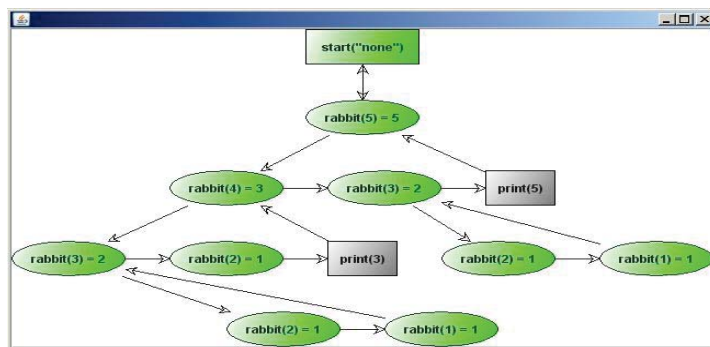 start("none")
rabbit(5) = 5
rabbit(4) = 3
rabbit(3) = 2
print(5)
rabbit(3) = 2
rabbit(2) = 1
print(3)
rabbit(2) = 1
rabbit(1) = 1
rabbit(2) = 1
rabbit(1) = 1